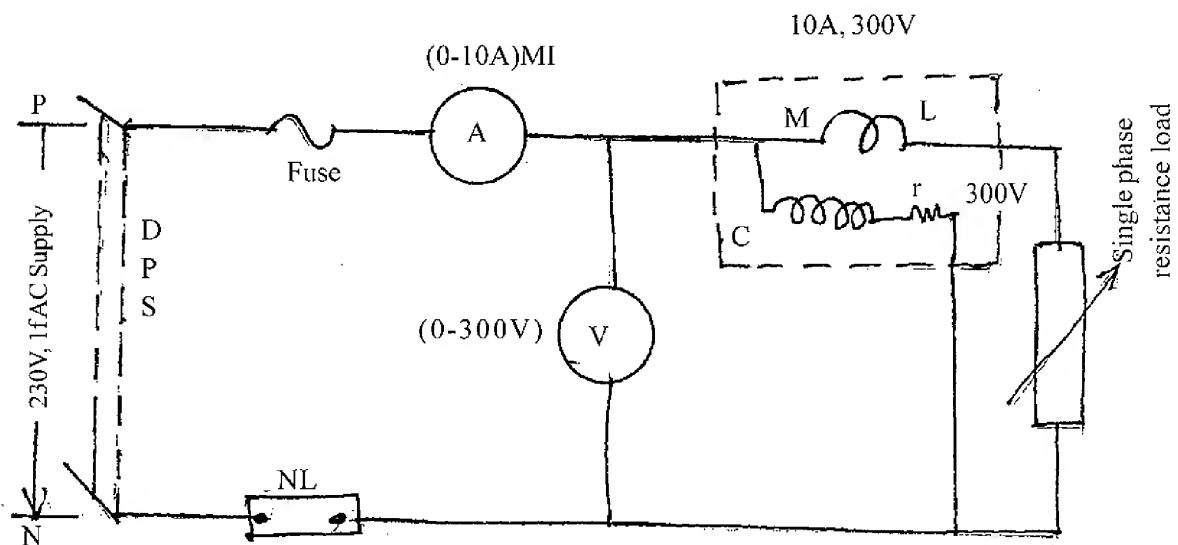 10A, 300V
(0-10A)MI
P
A
M
L
Fuse
r
300V
C
D
P
S
230V, 1fAC Supply
(0-300V)
V
Single phase
resistance load
NL
N